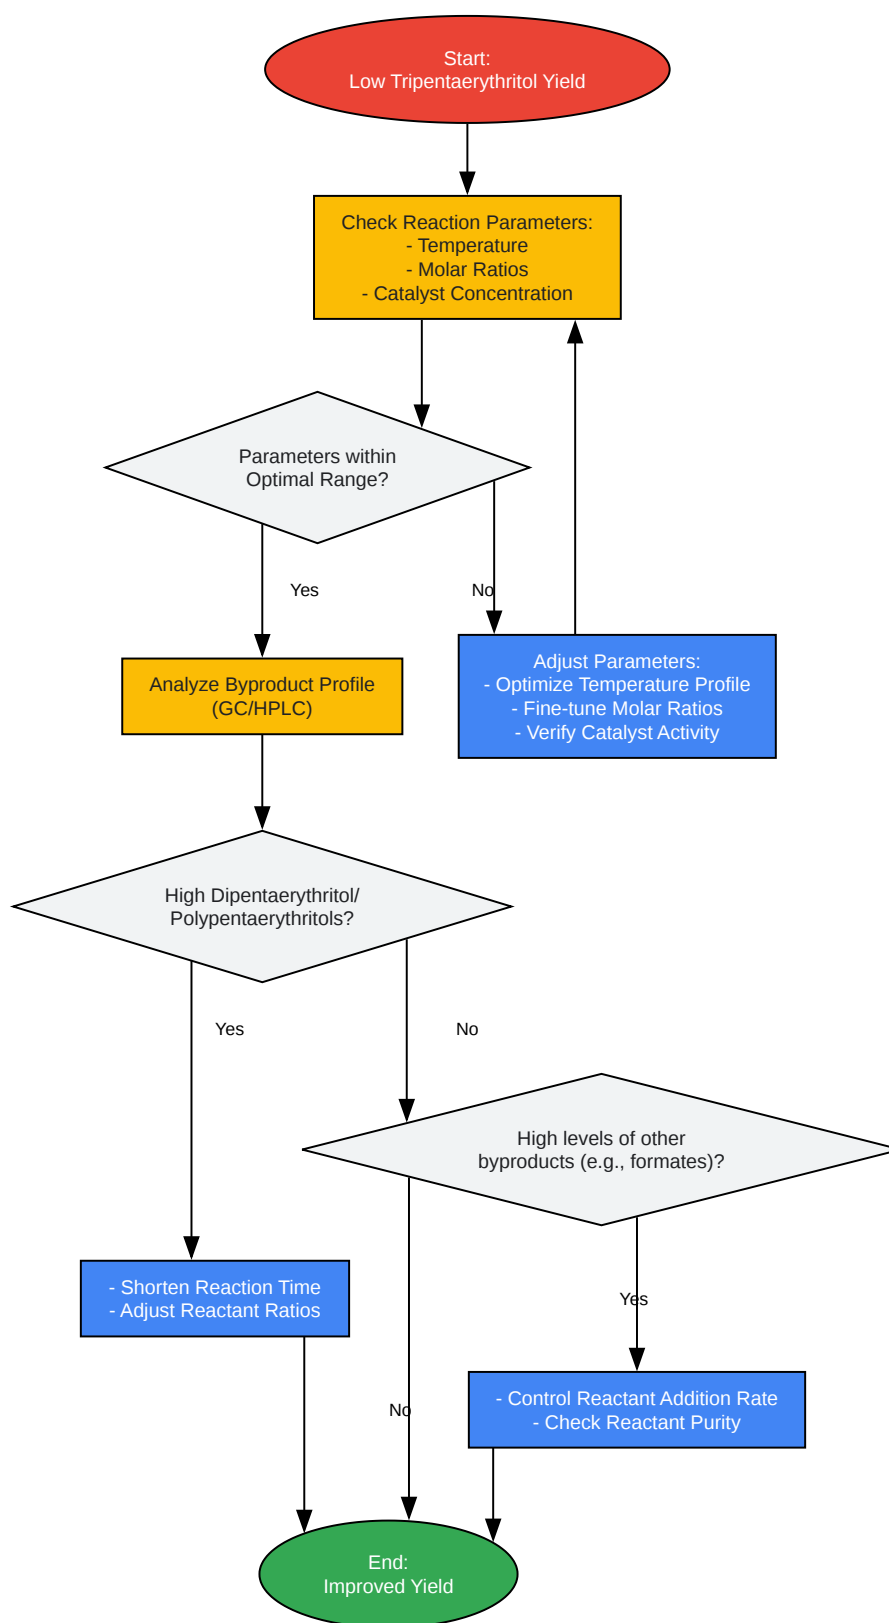 Start:
Low Tripentaerythritol Yield
Check Reaction Parameters:
- Temperature
- Molar Ratios
- Catalyst Concentration
Parameters within
Optimal Range?
Yes
No
Analyze Byproduct Profile
(GC/HPLC)
Adjust Parameters:
- Optimize Temperature Profile
- Fine-tune Molar Ratios
- Verify Catalyst Activity
High Dipentaerythritol/
Polypentaerythritols?
Yes
No
High levels of other
byproducts (e.g., formates)?
- Shorten Reaction Time
- Adjust Reactant Ratios
Yes
No
- Control Reactant Addition Rate
- Check Reactant Purity
End:
Improved Yield